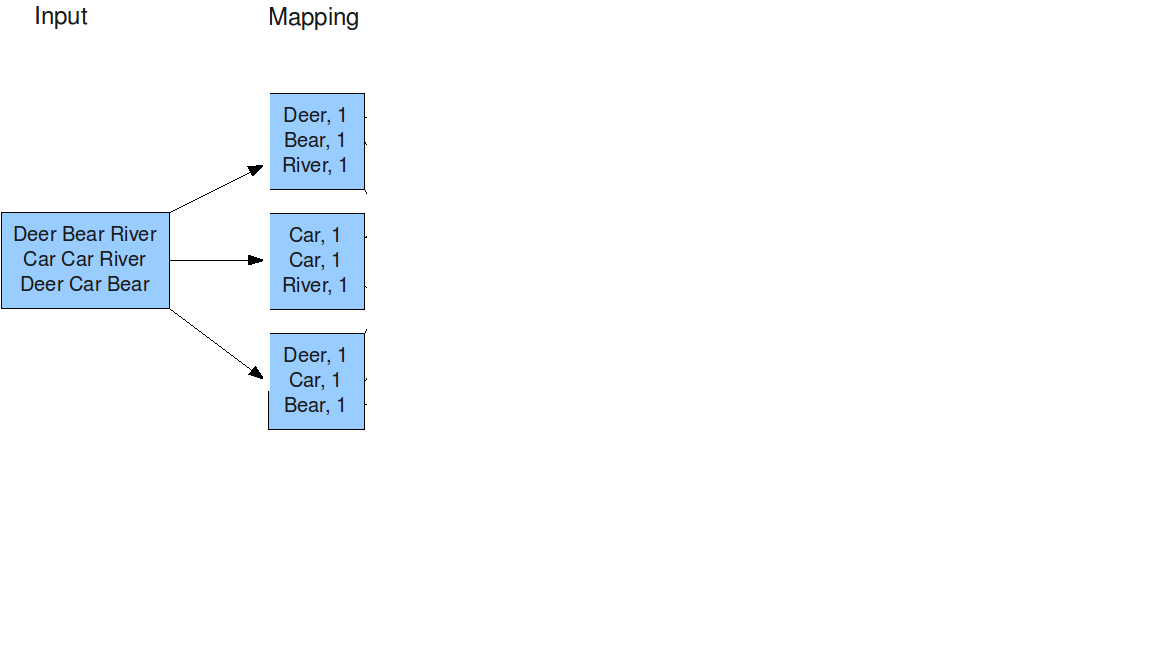 Input
Mapping
Deer Bear River
Car Car River
Deer Car Bear
Deer, 1
Bear, 1
River, 1
Car, 1
Car, 1
River, 1
Deer, 1
Car, 1
Bear, 1